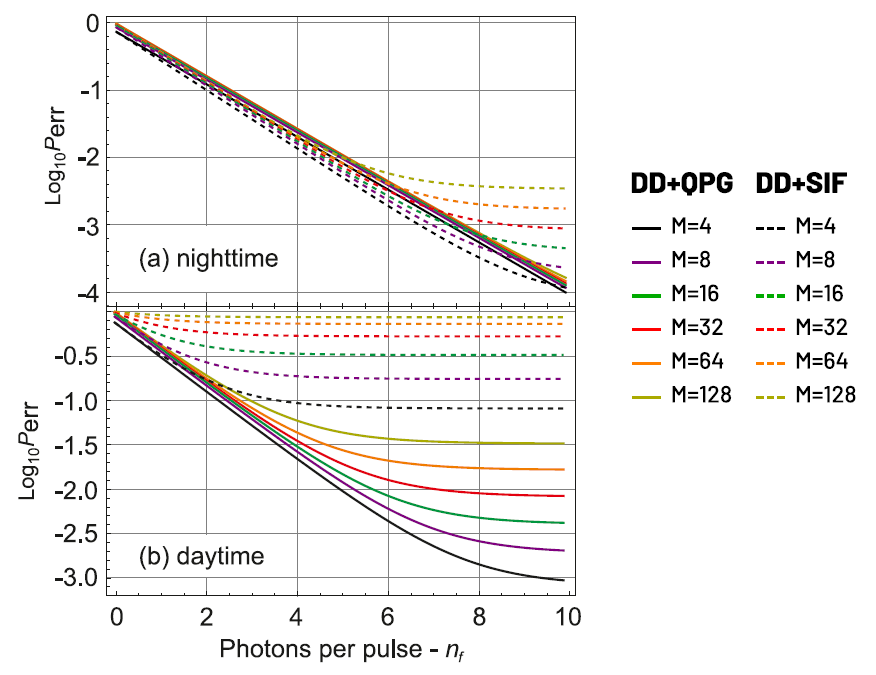 0
-1
-2
-3
-4
Log10Perr
(a) nighttime
-0.5
-1.0
-1.5
-2.0
-2.5
-3.0
Log10Perr
(b) daytime
0 2 4 6 8 10
Photons per pulse - nf
DD+QPG DD+SIF
M=4 M=4
M=8 M=8
M=16 M=16
M=32 M=32
M=64 M=64
M=128 M=128